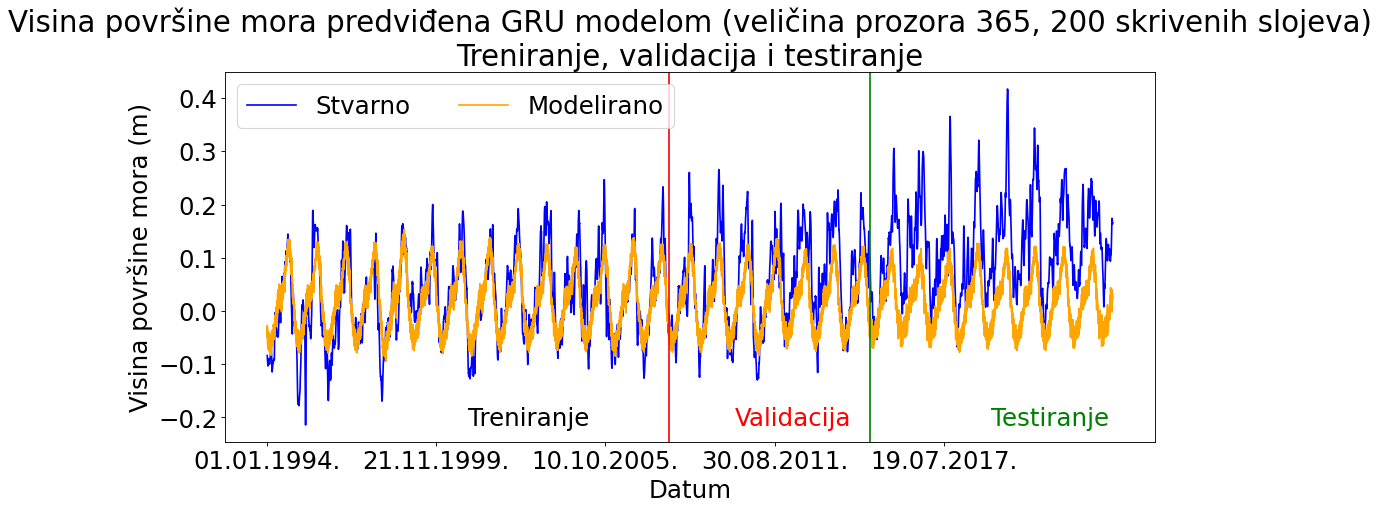 Visina površine mora predviđena GRU modelom (veličina prozora 365, 200 skrivenih slojeva)
Treniranje, validacija i testiranje
Stvarno
Modelirano
Visina površine mora (m)
0.4
0.3
0.2
0.1
0.0
−0.1
−0.2
Treniranje
Validacija
Testiranje
01.01.1994.
21.11.1999.
10.10.2005.
30.08.2011.
19.07.2017.
Datum